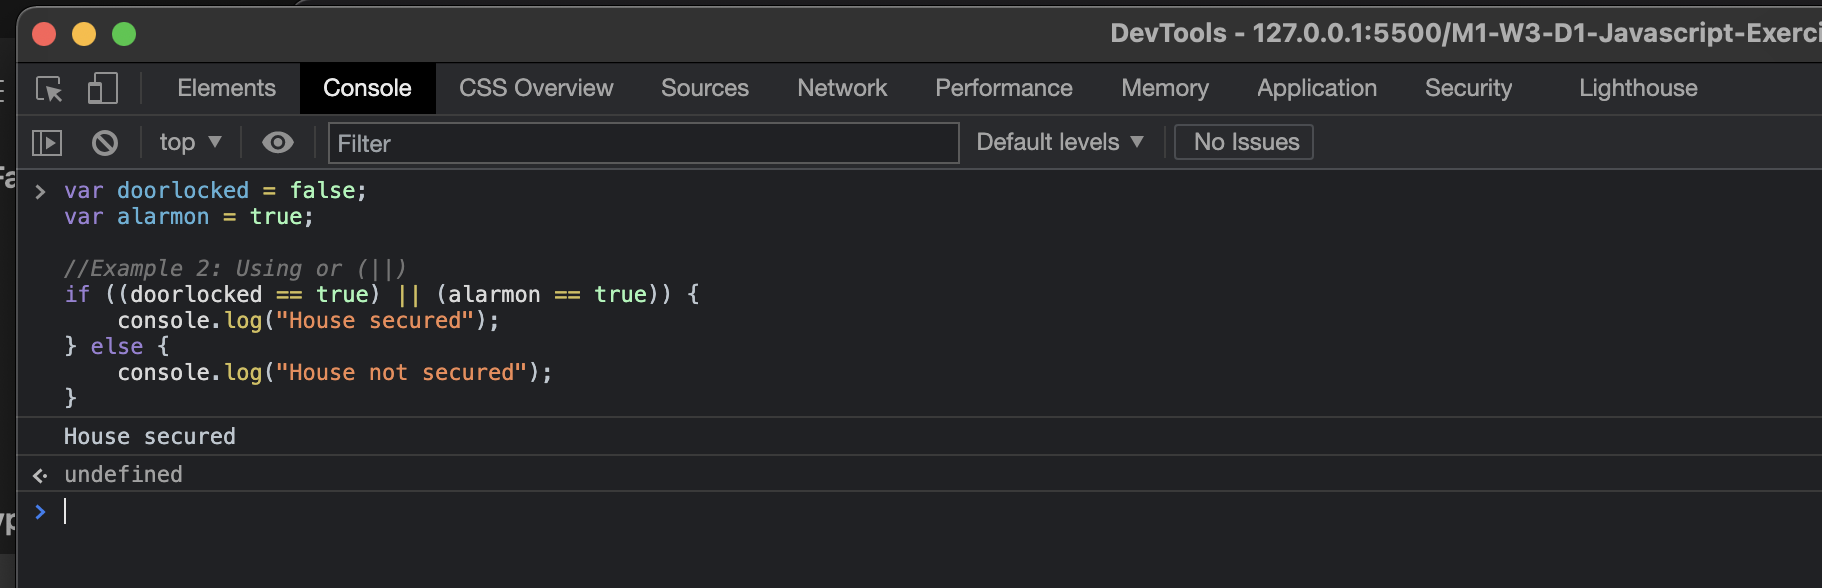 DevTools - 127.0.0.1:5500/M1-W3-D1-Javascript-Exerci
Elements Console CSS Overview Sources Network Performance Memory Application Security Lighthouse
top ▼ Filter Default levels ▼ No Issues
> var doorlocked = false;
var alarmon = true;
//Example 2: Using or (||)
if ((doorlocked == true) || (alarmon == true)) {
    console.log("House secured");
} else {
    console.log("House not secured");
}
House secured
undefined
>